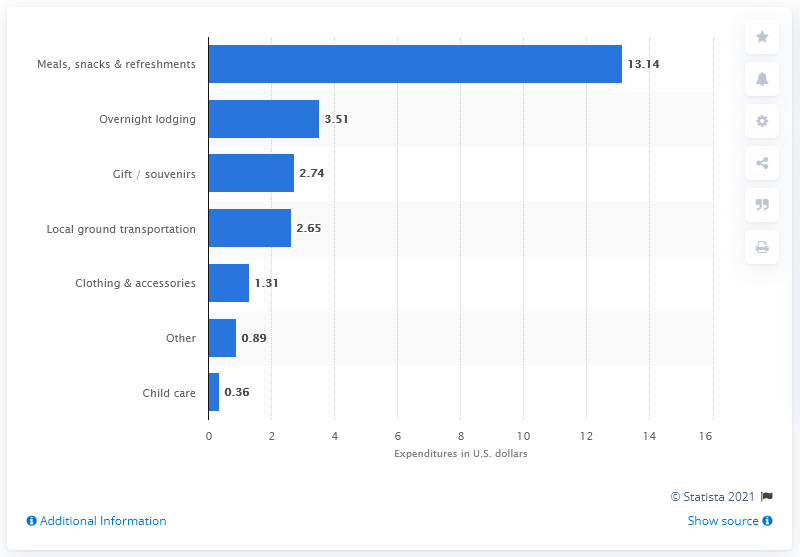 Meals, snacks & refreshments 13.14
Overnight lodging 3.51
Gift / souvenirs 2.74
Local ground transportation 2.65
Clothing & accessories 1.31
Other 0.89
Child care 0.36
0 2 4 6 8 10 12 14 16
Expenditures in U.S. dollars
© Statista 2021
Additional Information
Show source